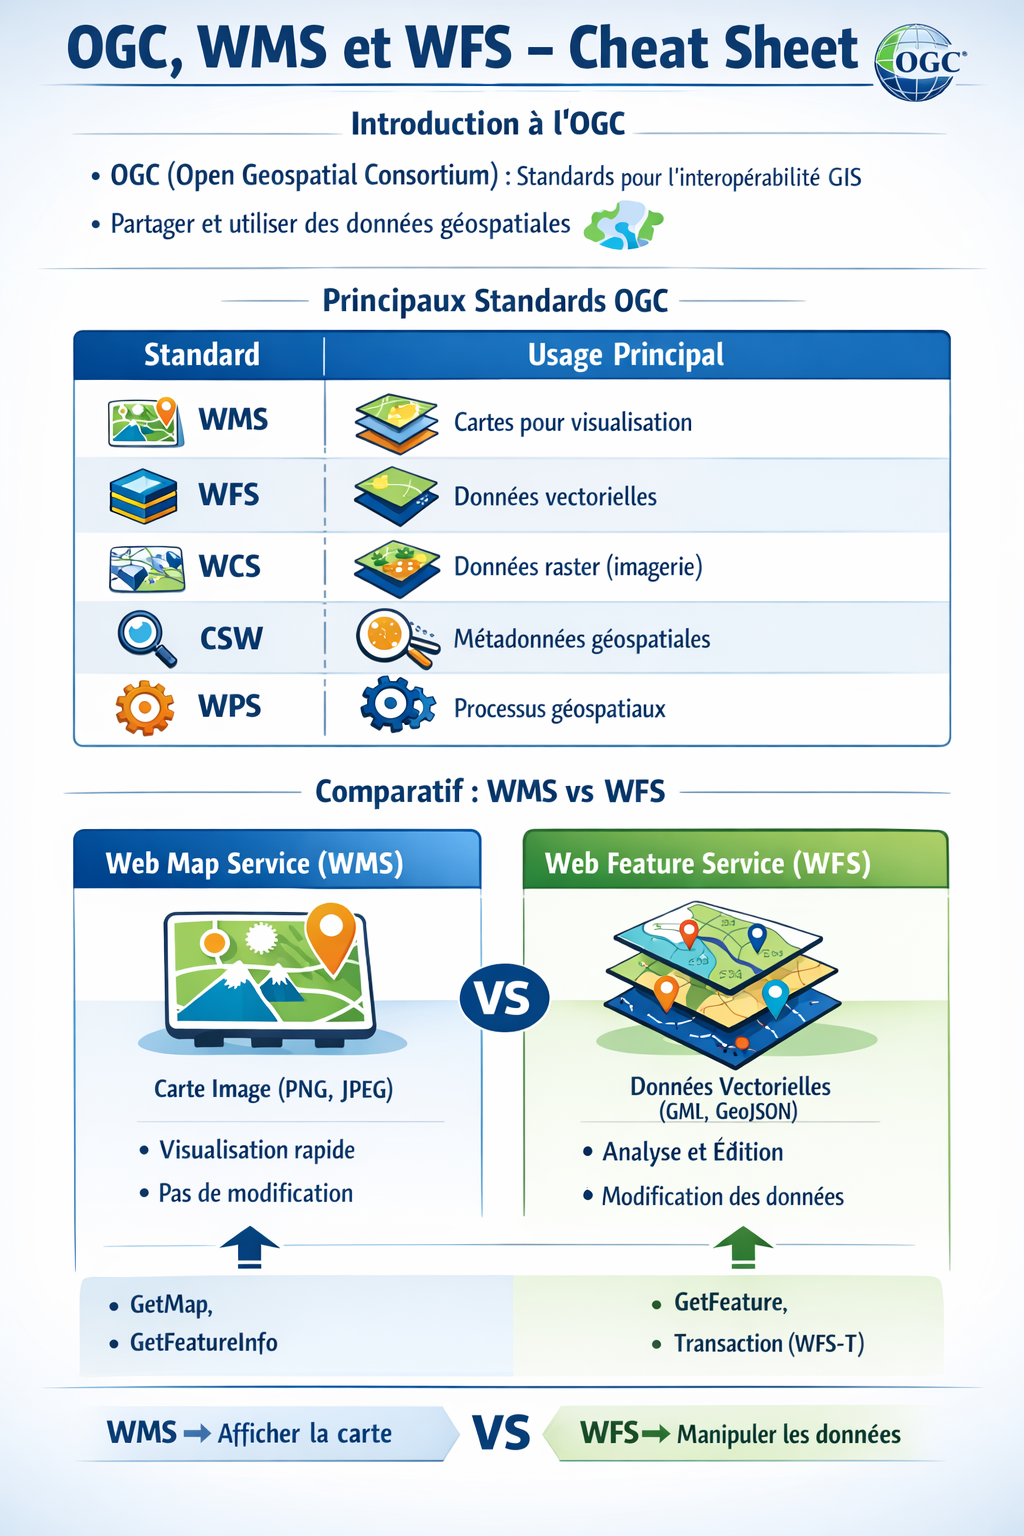 OGC, WMS et WFS – Cheat Sheet
OGC®
Introduction à l'OGC
• OGC (Open Geospatial Consortium) : Standards pour l'interopérabilité GIS
• Partager et utiliser des données géospatiales
Principaux Standards OGC
Standard
Usage Principal
WMS
Cartes pour visualisation
WFS
Données vectorielles
WCS
Données raster (imagerie)
CSW
Métadonnées géospatiales
WPS
Processus géospatiaux
Comparatif : WMS vs WFS
Web Map Service (WMS)
Carte Image (PNG, JPEG)
• Visualisation rapide
• Pas de modification
VS
Web Feature Service (WFS)
Données Vectorielles
(GML, GeoJSON)
• Analyse et Édition
• Modification des données
• GetMap,
• GetFeatureInfo
• GetFeature,
• Transaction (WFS-T)
WMS → Afficher la carte
VS
WFS → Manipuler les données